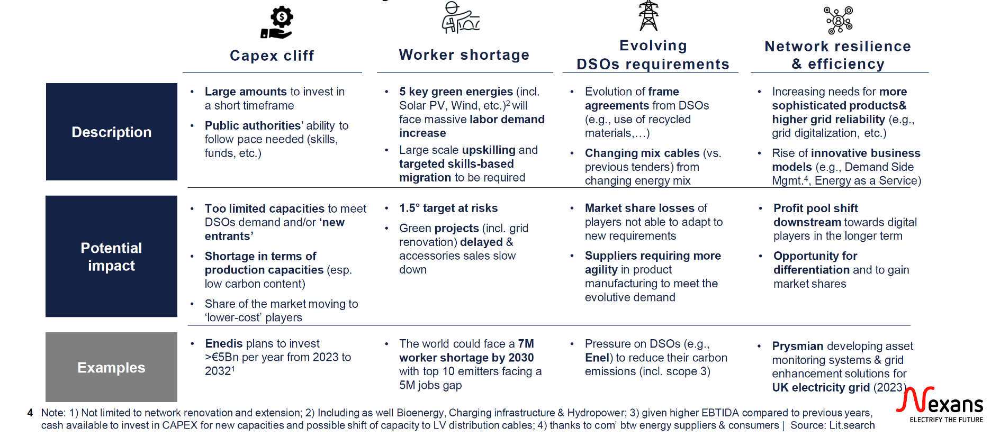 $
Capex cliff
Worker shortage
Evolving
DSOs requirements
Network resilience
& efficiency
Description
• Large amounts to invest in
a short timeframe
• Public authorities' ability to
follow pace needed (skills,
funds, etc.)
• 5 key green energies (incl.
Solar PV, Wind, etc.)2 will
face massive labor demand
increase
• Large scale upskilling and
targeted skills-based
migration to be required
• Evolution of frame
agreements from DSOs
(e.g., use of recycled
materials,…)
• Changing mix cables (vs.
previous tenders) from
changing energy mix
• Increasing needs for more
sophisticated products&
higher grid reliability (e.g.,
grid digitalization, etc.)
• Rise of innovative business
models (e.g., Demand Side
Mgmt.4, Energy as a Service)
Potential
impact
• Too limited capacities to meet
DSOs demand and/or ‘new
entrants’
• Shortage in terms of
production capacities (esp.
low carbon content)
• Share of the market moving to
‘lower-cost’ players
• 1.5° target at risks
• Green projects (incl. grid
renovation) delayed &
accessories sales slow
down
• Market share losses of
players not able to adapt to
new requirements
• Suppliers requiring more
agility in product
manufacturing to meet the
evolutive demand
• Profit pool shift
downstream towards digital
players in the longer term
• Opportunity for
differentiation and to gain
market shares
Examples
• Enedis plans to invest
>€5Bn per year from 2023 to
20321
• The world could face a 7M
worker shortage by 2030
with top 10 emitters facing a
5M jobs gap
• Pressure on DSOs (e.g.,
Enel) to reduce their carbon
emissions (incl. scope 3)
• Prysmian developing asset
monitoring systems & grid
enhancement solutions for
UK electricity grid (2023)
4 Note: 1) Not limited to network renovation and extension; 2) Including as well Bioenergy, Charging infrastructure & Hydropower; 3) given higher EBTIDA compared to previous years,
cash available to invest in CAPEX for new capacities and possible shift of capacity to LV distribution cables; 4) thanks to com’ btw energy suppliers & consumers | Source: Lit.search
Nexans
ELECTRIFY THE FUTURE